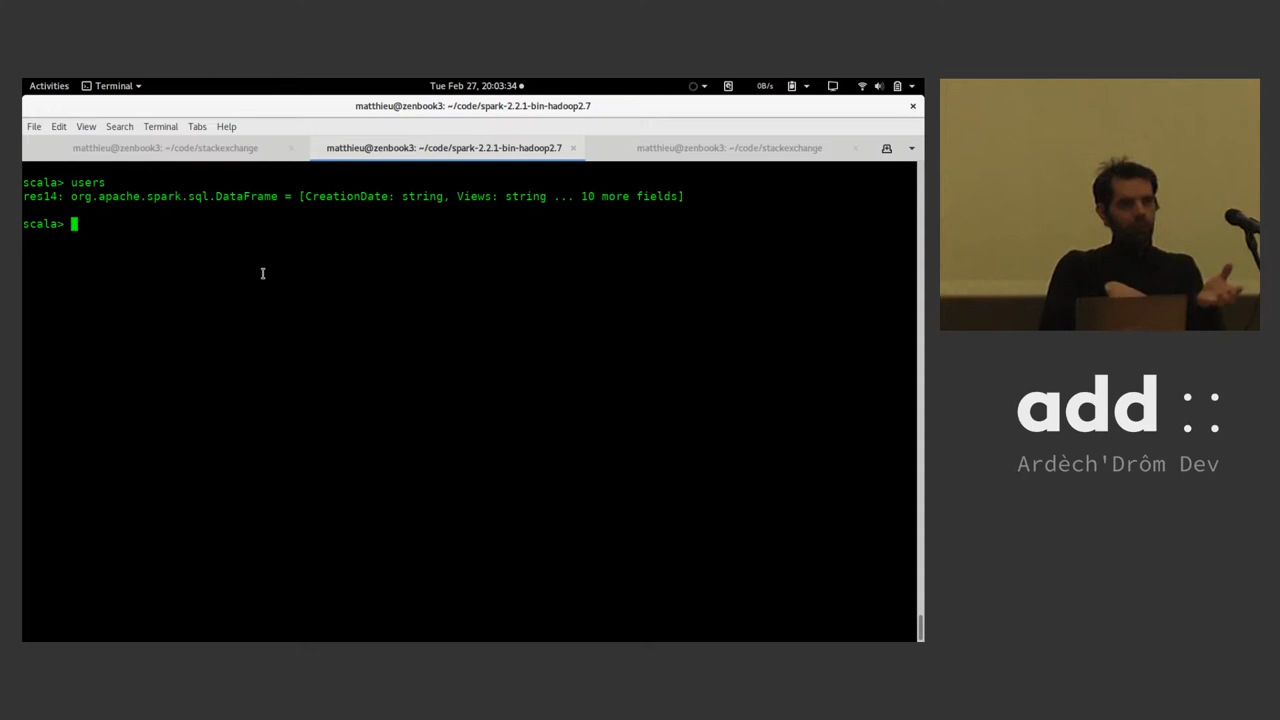 Activities Terminal Tue Feb 27, 20:03:34 0B/s
matthieu@zenbook3: ~/code/spark-2.2.1-bin-hadoop2.7
File Edit View Search Terminal Tabs Help
matthieu@zenbook3: ~/code/stackexchange matthieu@zenbook3: ~/code/spark-2.2.1-bin-hadoop2.7 matthieu@zenbook3: ~/code/stackexchange
scala> users
res14: org.apache.spark.sql.DataFrame = [CreationDate: string, Views: string ... 10 more fields]
scala>
add ::
Ardèch'Drôm Dev